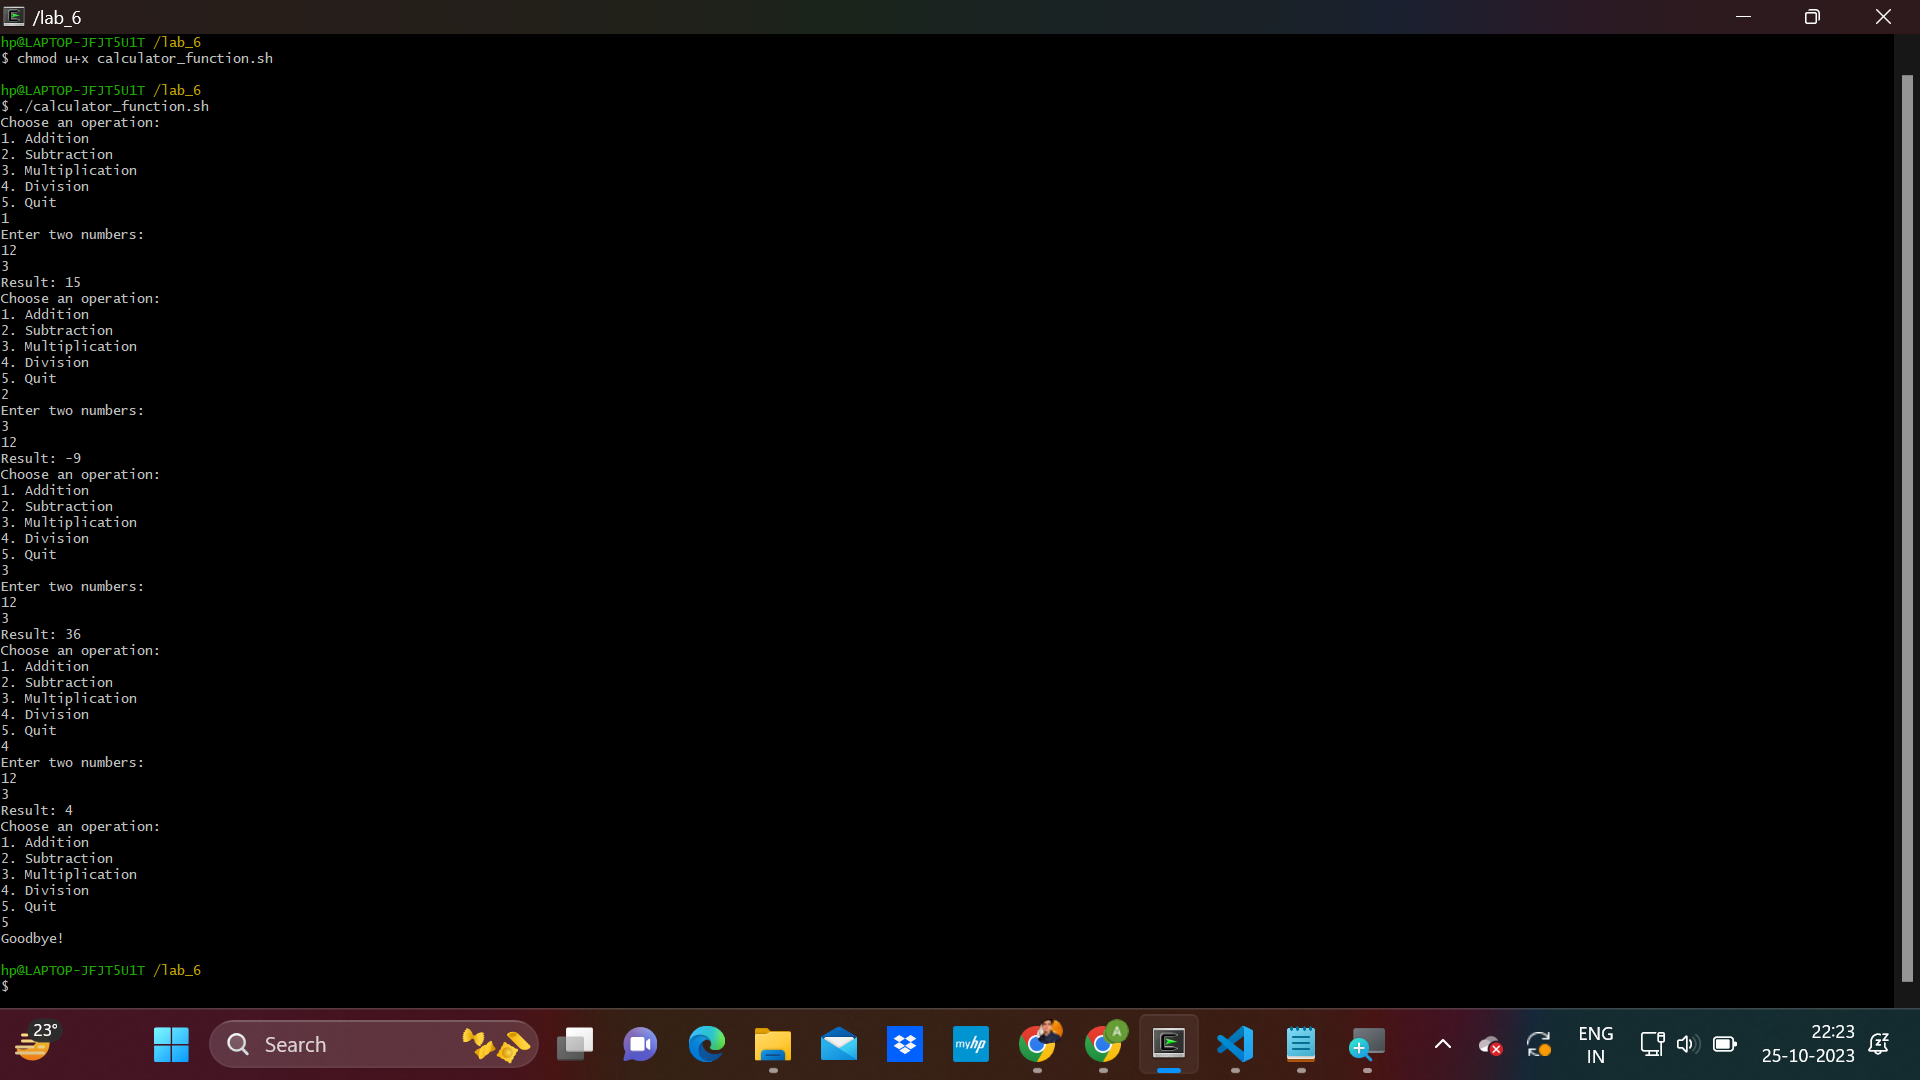 /lab_6
hp@LAPTOP-JFJT5U1T /lab_6
$ chmod u+x calculator_function.sh
hp@LAPTOP-JFJT5U1T /lab_6
$ ./calculator_function.sh
Choose an operation:
1. Addition
2. Subtraction
3. Multiplication
4. Division
5. Quit
1
Enter two numbers:
12
3
Result: 15
Choose an operation:
1. Addition
2. Subtraction
3. Multiplication
4. Division
5. Quit
2
Enter two numbers:
3
12
Result: -9
Choose an operation:
1. Addition
2. Subtraction
3. Multiplication
4. Division
5. Quit
3
Enter two numbers:
12
3
Result: 36
Choose an operation:
1. Addition
2. Subtraction
3. Multiplication
4. Division
5. Quit
4
Enter two numbers:
12
3
Result: 4
Choose an operation:
1. Addition
2. Subtraction
3. Multiplication
4. Division
5. Quit
5
Goodbye!
hp@LAPTOP-JFJT5U1T /lab_6
$
23°
Search
myhp
A
ENG
IN
22:23
25-10-2023